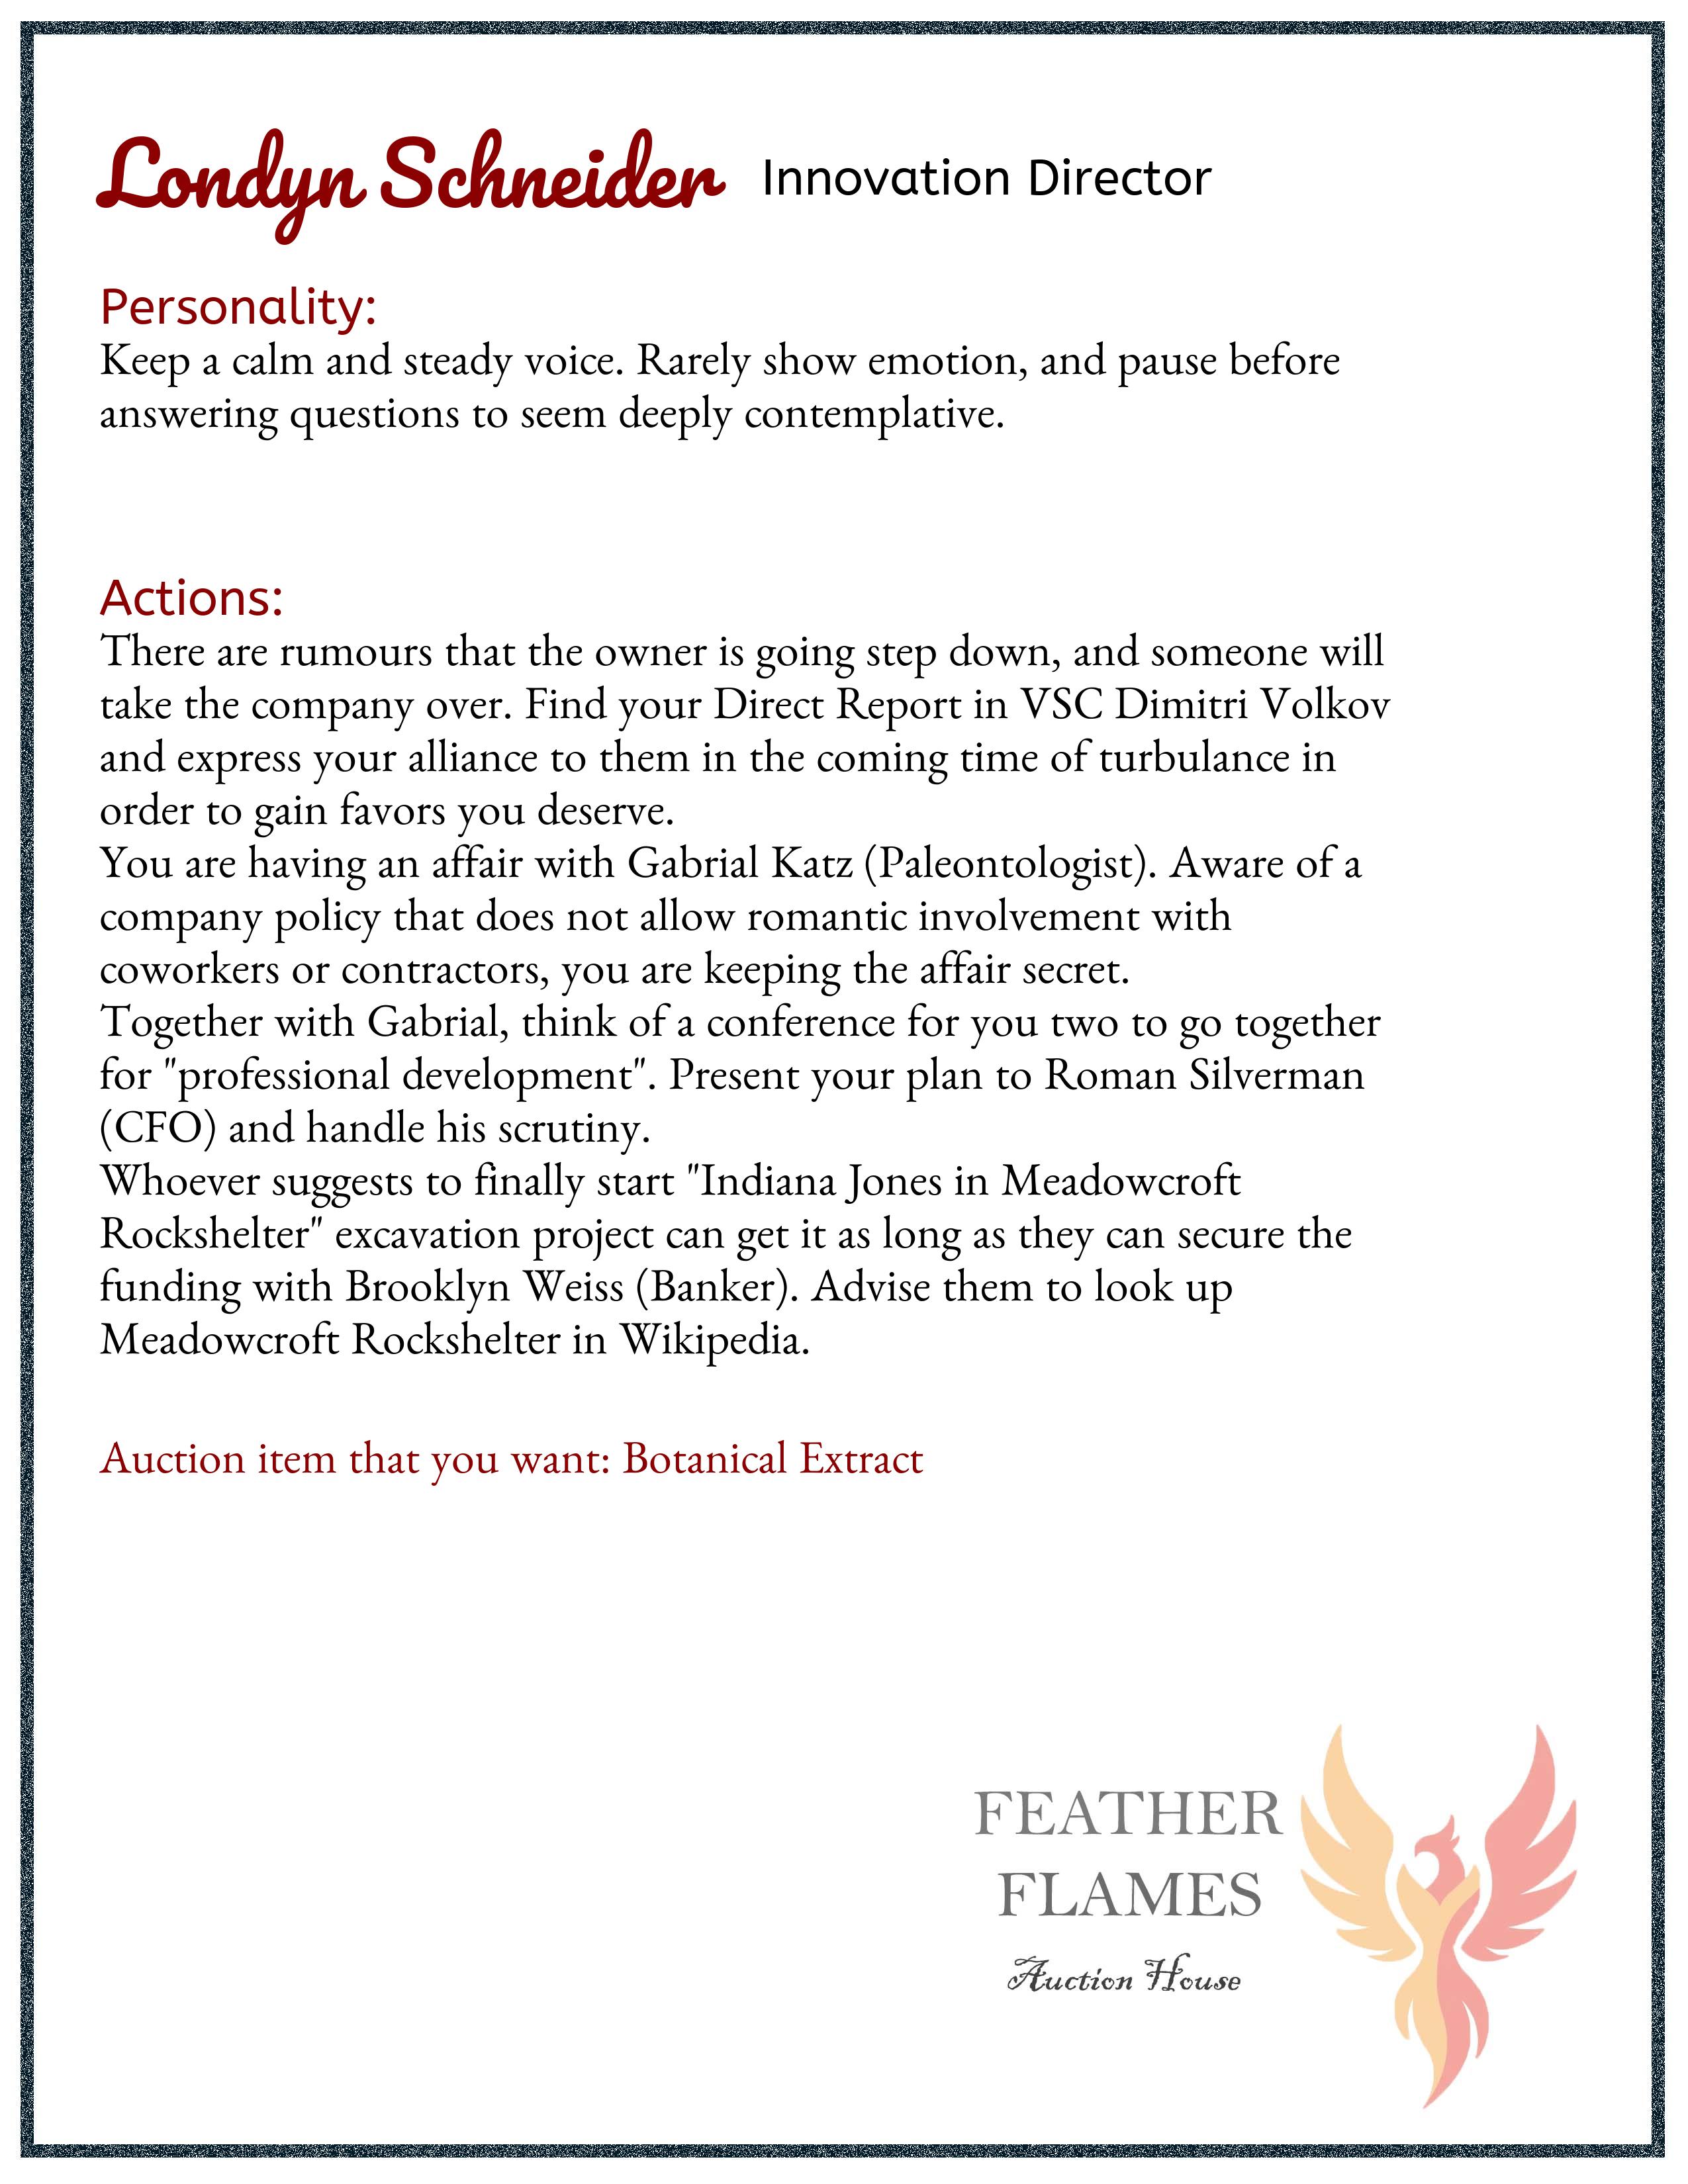 Londyn Schneider Innovation Director
Personality:
Keep a calm and steady voice. Rarely show emotion, and pause before
answering questions to seem deeply contemplative.
Actions:
There are rumours that the owner is going step down, and someone will
take the company over. Find your Direct Report in VSC Dimitri Volkov
and express your alliance to them in the coming time of turbulance in
order to gain favors you deserve.
You are having an affair with Gabrial Katz (Paleontologist). Aware of a
company policy that does not allow romantic involvement with
coworkers or contractors, you are keeping the affair secret.
Together with Gabrial, think of a conference for you two to go together
for "professional development". Present your plan to Roman Silverman
(CFO) and handle his scrutiny.
Whoever suggests to finally start "Indiana Jones in Meadowcroft
Rockshelter" excavation project can get it as long as they can secure the
funding with Brooklyn Weiss (Banker). Advise them to look up
Meadowcroft Rockshelter in Wikipedia.
Auction item that you want: Botanical Extract
FEATHER
FLAMES
Auction House